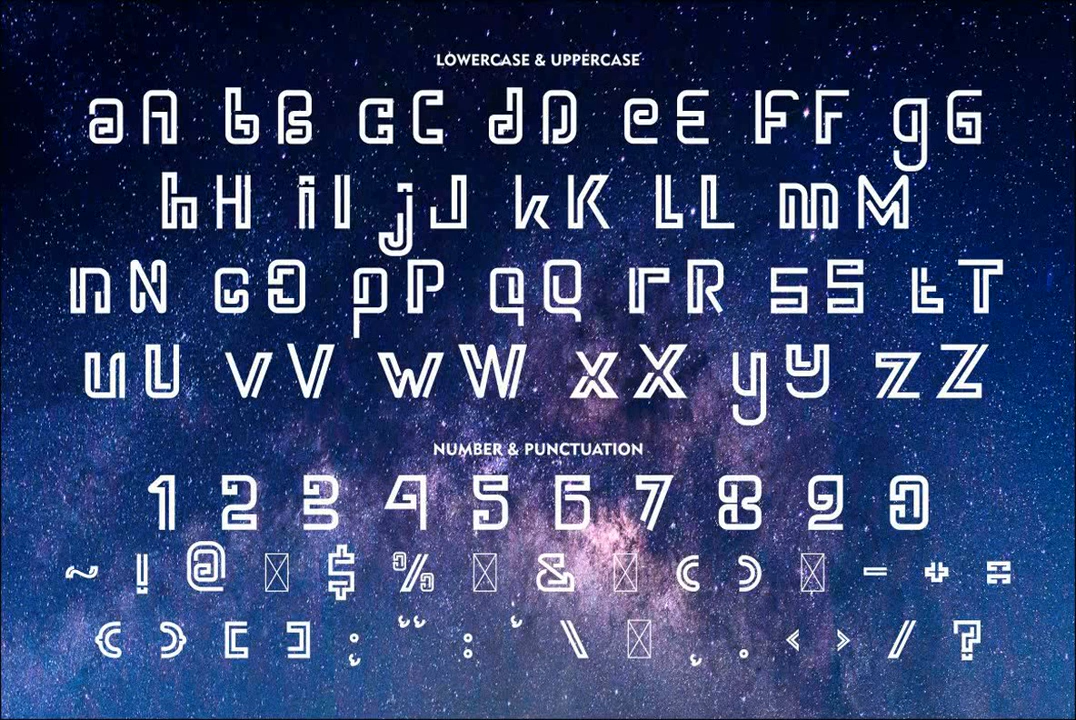 LOWERCASE & UPPERCASE
aA bB cC dD eE fF gG
hH iI jJ kK lL mM
nN oO pP qQ rR sS tT
uU vV wW xX yY zZ
NUMBER & PUNCTUATION
1 2 3 4 5 6 7 8 9 0
~ ! @ $ % & ( ) - + =
{ } [ ] ; " : ' \ , . < > / ?